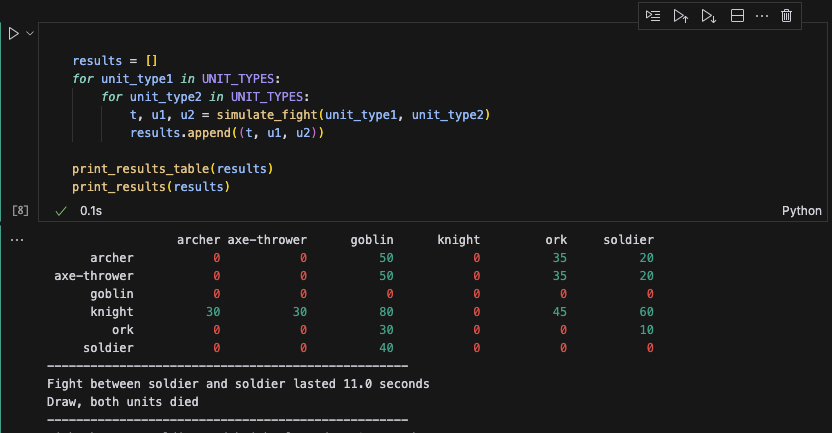 results = []
for unit_type1 in UNIT_TYPES:
for unit_type2 in UNIT_TYPES:
t, u1, u2 = simulate_fight(unit_type1, unit_type2)
results.append((t, u1, u2))
print_results_table(results)
print_results(results)
[8] 0.1s Python
... archer axe-thrower goblin knight ork soldier
archer 0 0 50 0 35 20
axe-thrower 0 0 50 0 35 20
goblin 0 0 0 0 0 0
knight 30 30 80 0 45 60
ork 0 0 30 0 0 10
soldier 0 0 40 0 0 0
--------------------------------------------------
Fight between soldier and soldier lasted 11.0 seconds
Draw, both units died
--------------------------------------------------